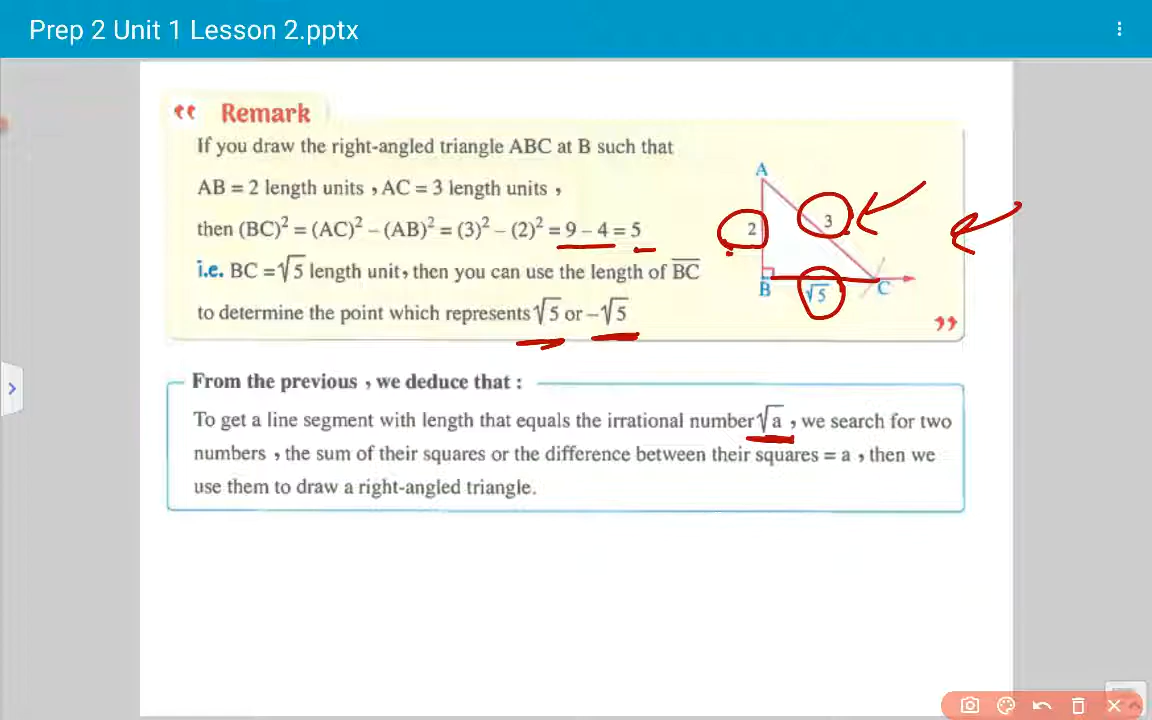 Prep 2 Unit 1 Lesson 2.pptx
Remark
If you draw the right-angled triangle ABC at B such that
AB = 2 length units , AC = 3 length units ,
then (BC)² = (AC)² – (AB)² = (3)² – (2)² = 9 – 4 = 5
i.e. BC = √5 length unit, then you can use the length of B̅C̅
to determine the point which represents √5 or –√5
A
2
3
B
√5
C
From the previous , we deduce that :
To get a line segment with length that equals the irrational number √a , we search for two
numbers , the sum of their squares or the difference between their squares = a , then we
use them to draw a right-angled triangle.